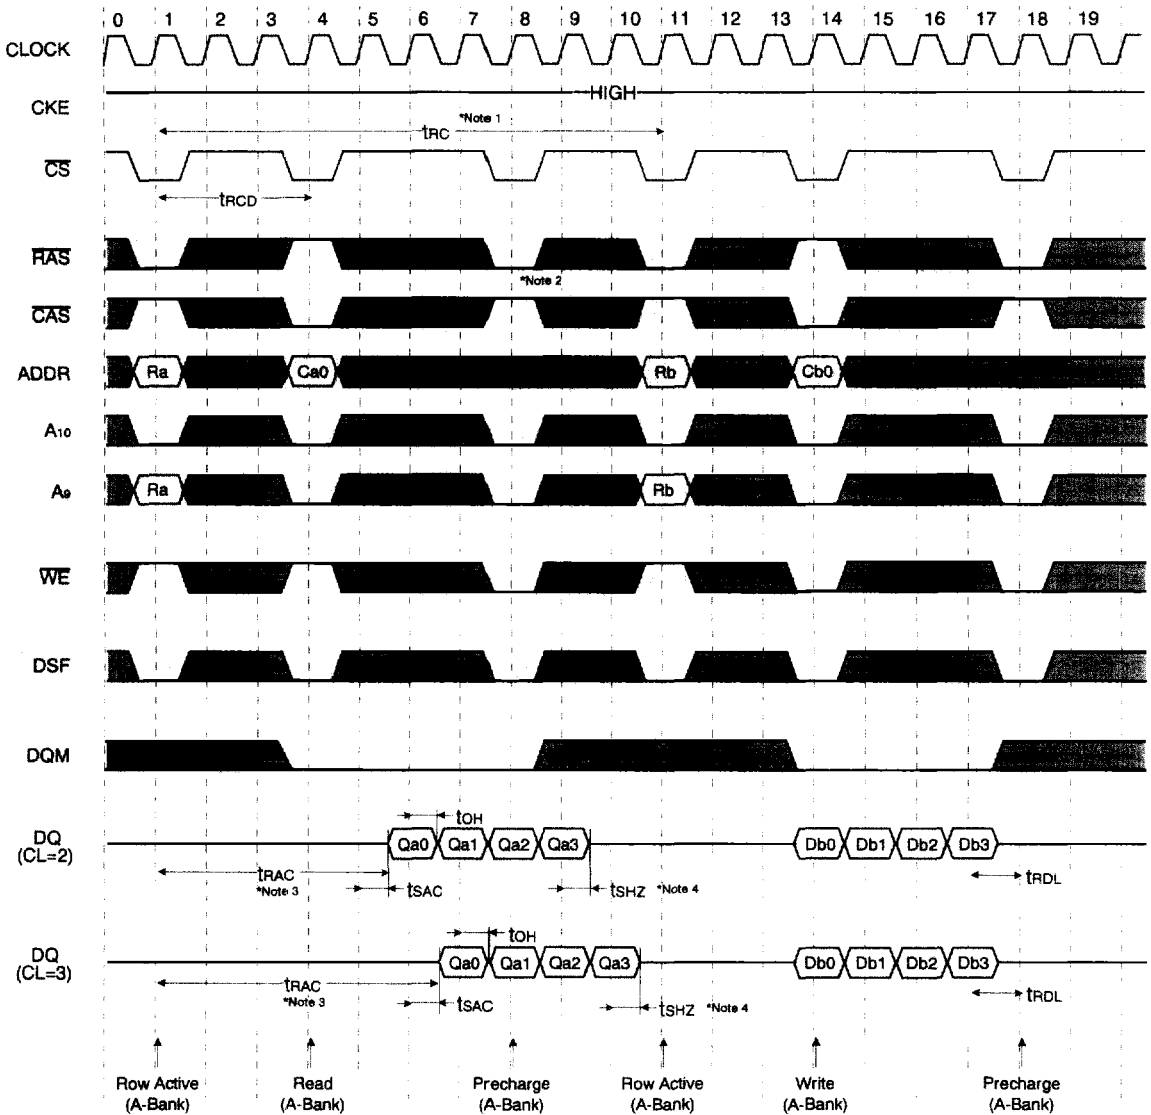 0 1 2 3 4 5 6 7 8 9 10 11 12 13 14 15 16 17 18 19
CLOCK
CKE
HIGH
tRC *Note 1
CS
tRCD
RAS
*Note 2
CAS
ADDR Ra Ca0 Rb Cb0
A10
A9 Ra Rb
WE
DSF
DQM
DQ
(CL=2)
tOH
Qa0 Qa1 Qa2 Qa3 Db0 Db1 Db2 Db3
tRAC
*Note 3
tSAC
tSHZ *Note 4
tRDL
DQ
(CL=3)
tOH
Qa0 Qa1 Qa2 Qa3 Db0 Db1 Db2 Db3
tRAC
*Note 3
tSAC
tSHZ *Note 4
tRDL
Row Active
(A-Bank)
Read
(A-Bank)
Precharge
(A-Bank)
Row Active
(A-Bank)
Write
(A-Bank)
Precharge
(A-Bank)